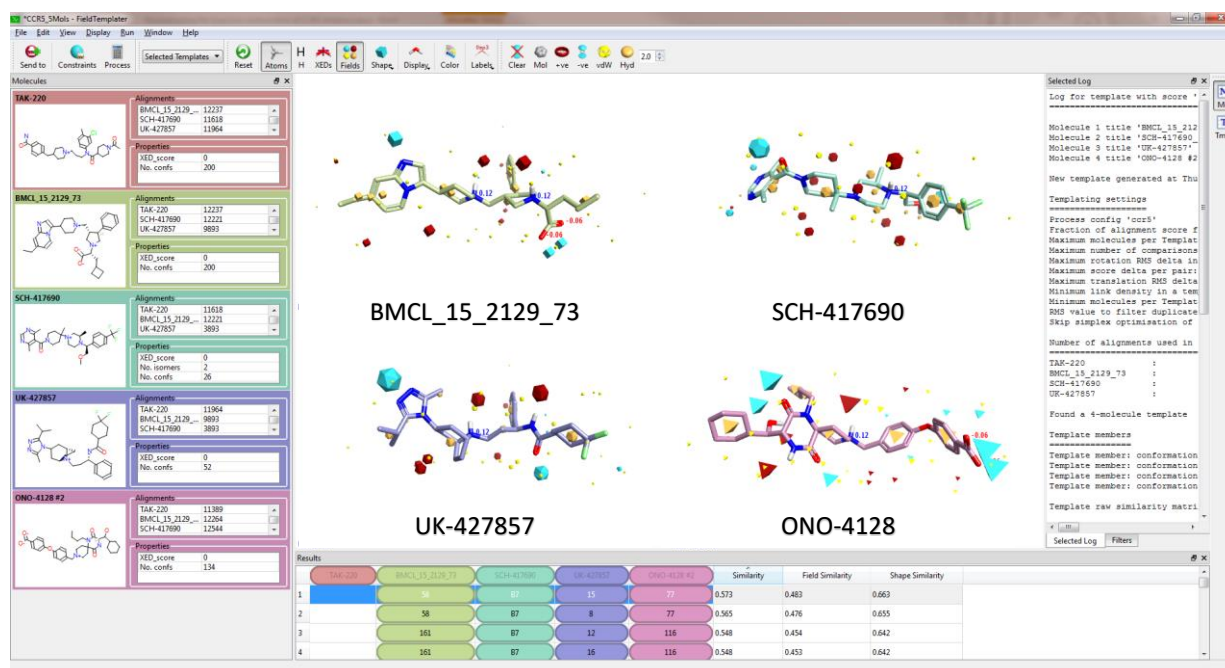 *CCR5_5Mols - FieldTemplater
File Edit View Display Run Window Help
Send to Constraints Process Selected Templates Reset Atoms H H XEDs Fields Shape Display Color Labels Clear Mol +ve -ve vdW Hyd 2.0
Molecules
TAK-220
Alignments
BMCL_15_2129_... 12237
SCH-417690 11618
UK-427857 11964
Properties
XED_score 0
No. confs 200
BMCL_15_2129_73
Alignments
TAK-220 12237
SCH-417690 12221
UK-427857 9893
Properties
XED_score 0
No. confs 200
SCH-417690
Alignments
TAK-220 11618
BMCL_15_2129_... 12221
UK-427857 3893
Properties
XED_score 0
No. isomers 2
No. confs 26
UK-427857
Alignments
TAK-220 11964
BMCL_15_2129_... 9893
SCH-417690 3893
Properties
XED_score 0
No. confs 52
ONO-4128 #2
Alignments
TAK-220 11389
BMCL_15_2129_... 12264
SCH-417690 12544
Properties
XED_score 0
No. confs 134
BMCL_15_2129_73
SCH-417690
UK-427857
ONO-4128
Selected Log
Log for template with score '
Molecule 1 title 'BMCL_15_212
Molecule 2 title 'SCH-417690_
Molecule 3 title 'UK-427857'
Molecule 4 title 'ONO-4128 #2
New template generated at Thu
Templating settings
Process config 'ccr5'
Fraction of alignment score f
Maximum molecules per Templat
Maximum number of comparisons
Maximum rotation RMS delta in
Maximum score delta per pair:
Maximum translation RMS delta
Minimum link density in a tem
Minimum molecules per Templat
RMS value to filter duplicate
Skip simplex optimisation of
Number of alignments used in
TAK-220 :
BMCL_15_2129_73 :
SCH-417690 :
UK-427857 :
Found a 4-molecule template
Template members
Template member: conformation
Template member: conformation
Template member: conformation
Template member: conformation
Template raw similarity matri
Selected Log Filters
Results
TAK-220 BMCL_15_2129_73 SCH-417690 UK-427857 ONO-4128 #2 Similarity Field Similarity Shape Similarity
1 58 B7 15 77 0.573 0.483 0.663
2 58 B7 8 77 0.565 0.476 0.655
3 161 B7 12 116 0.548 0.454 0.642
4 161 B7 16 116 0.548 0.453 0.642